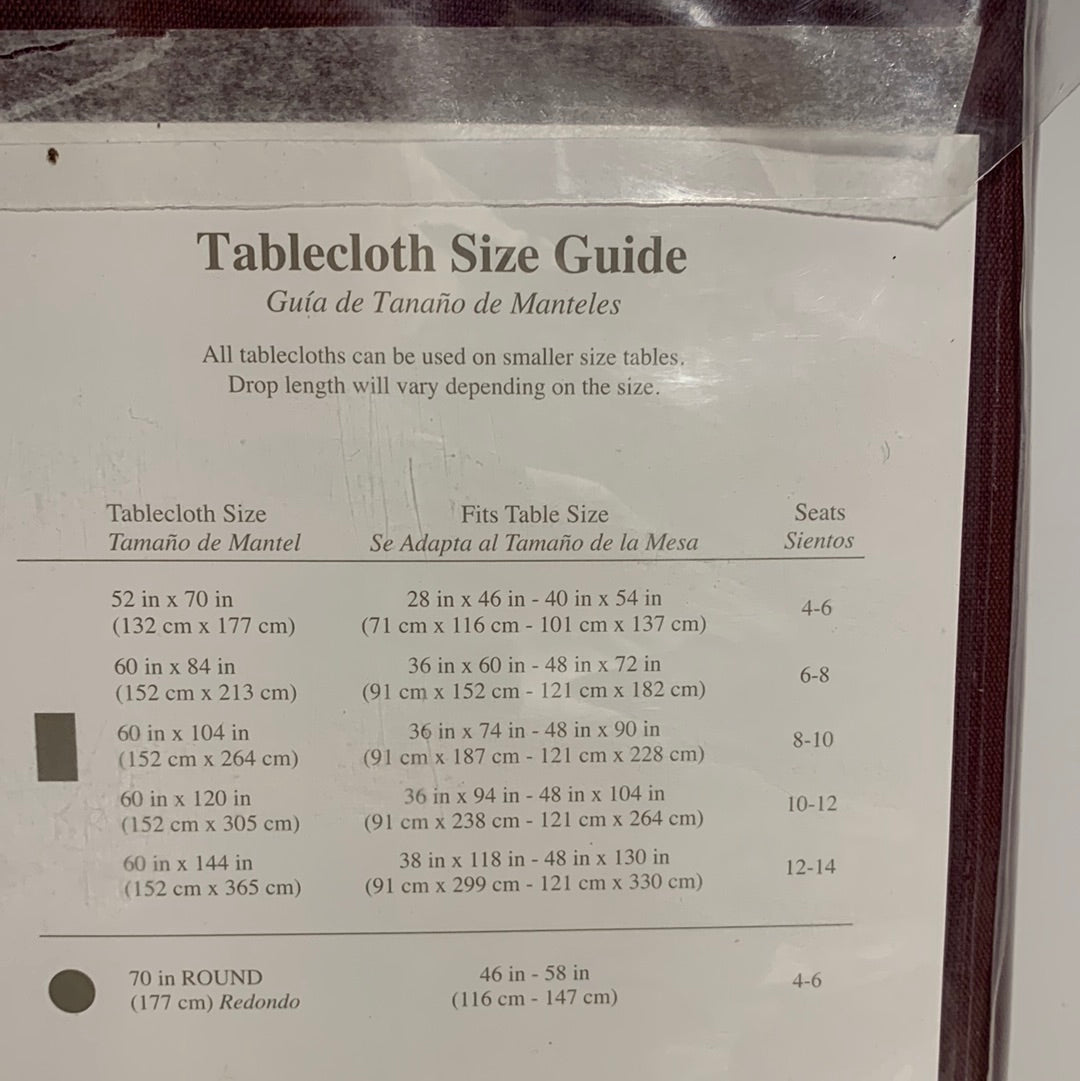 Tablecloth Size Guide
Guía de Tanaño de Manteles
All tablecloths can be used on smaller size tables.
Drop length will vary depending on the size.
Tablecloth Size Fits Table Size Seats
Tamaño de Mantel Se Adapta al Tamaño de la Mesa Sientos
52 in x 70 in 28 in x 46 in - 40 in x 54 in 4-6
(132 cm x 177 cm) (71 cm x 116 cm - 101 cm x 137 cm)
60 in x 84 in 36 in x 60 in - 48 in x 72 in 6-8
(152 cm x 213 cm) (91 cm x 152 cm - 121 cm x 182 cm)
60 in x 104 in 36 in x 74 in - 48 in x 90 in 8-10
(152 cm x 264 cm) (91 cm x 187 cm - 121 cm x 228 cm)
60 in x 120 in 36 in x 94 in - 48 in x 104 in 10-12
(152 cm x 305 cm) (91 cm x 238 cm - 121 cm x 264 cm)
60 in x 144 in 38 in x 118 in - 48 in x 130 in 12-14
(152 cm x 365 cm) (91 cm x 299 cm - 121 cm x 330 cm)
70 in ROUND 46 in - 58 in 4-6
(177 cm) Redondo (116 cm - 147 cm)